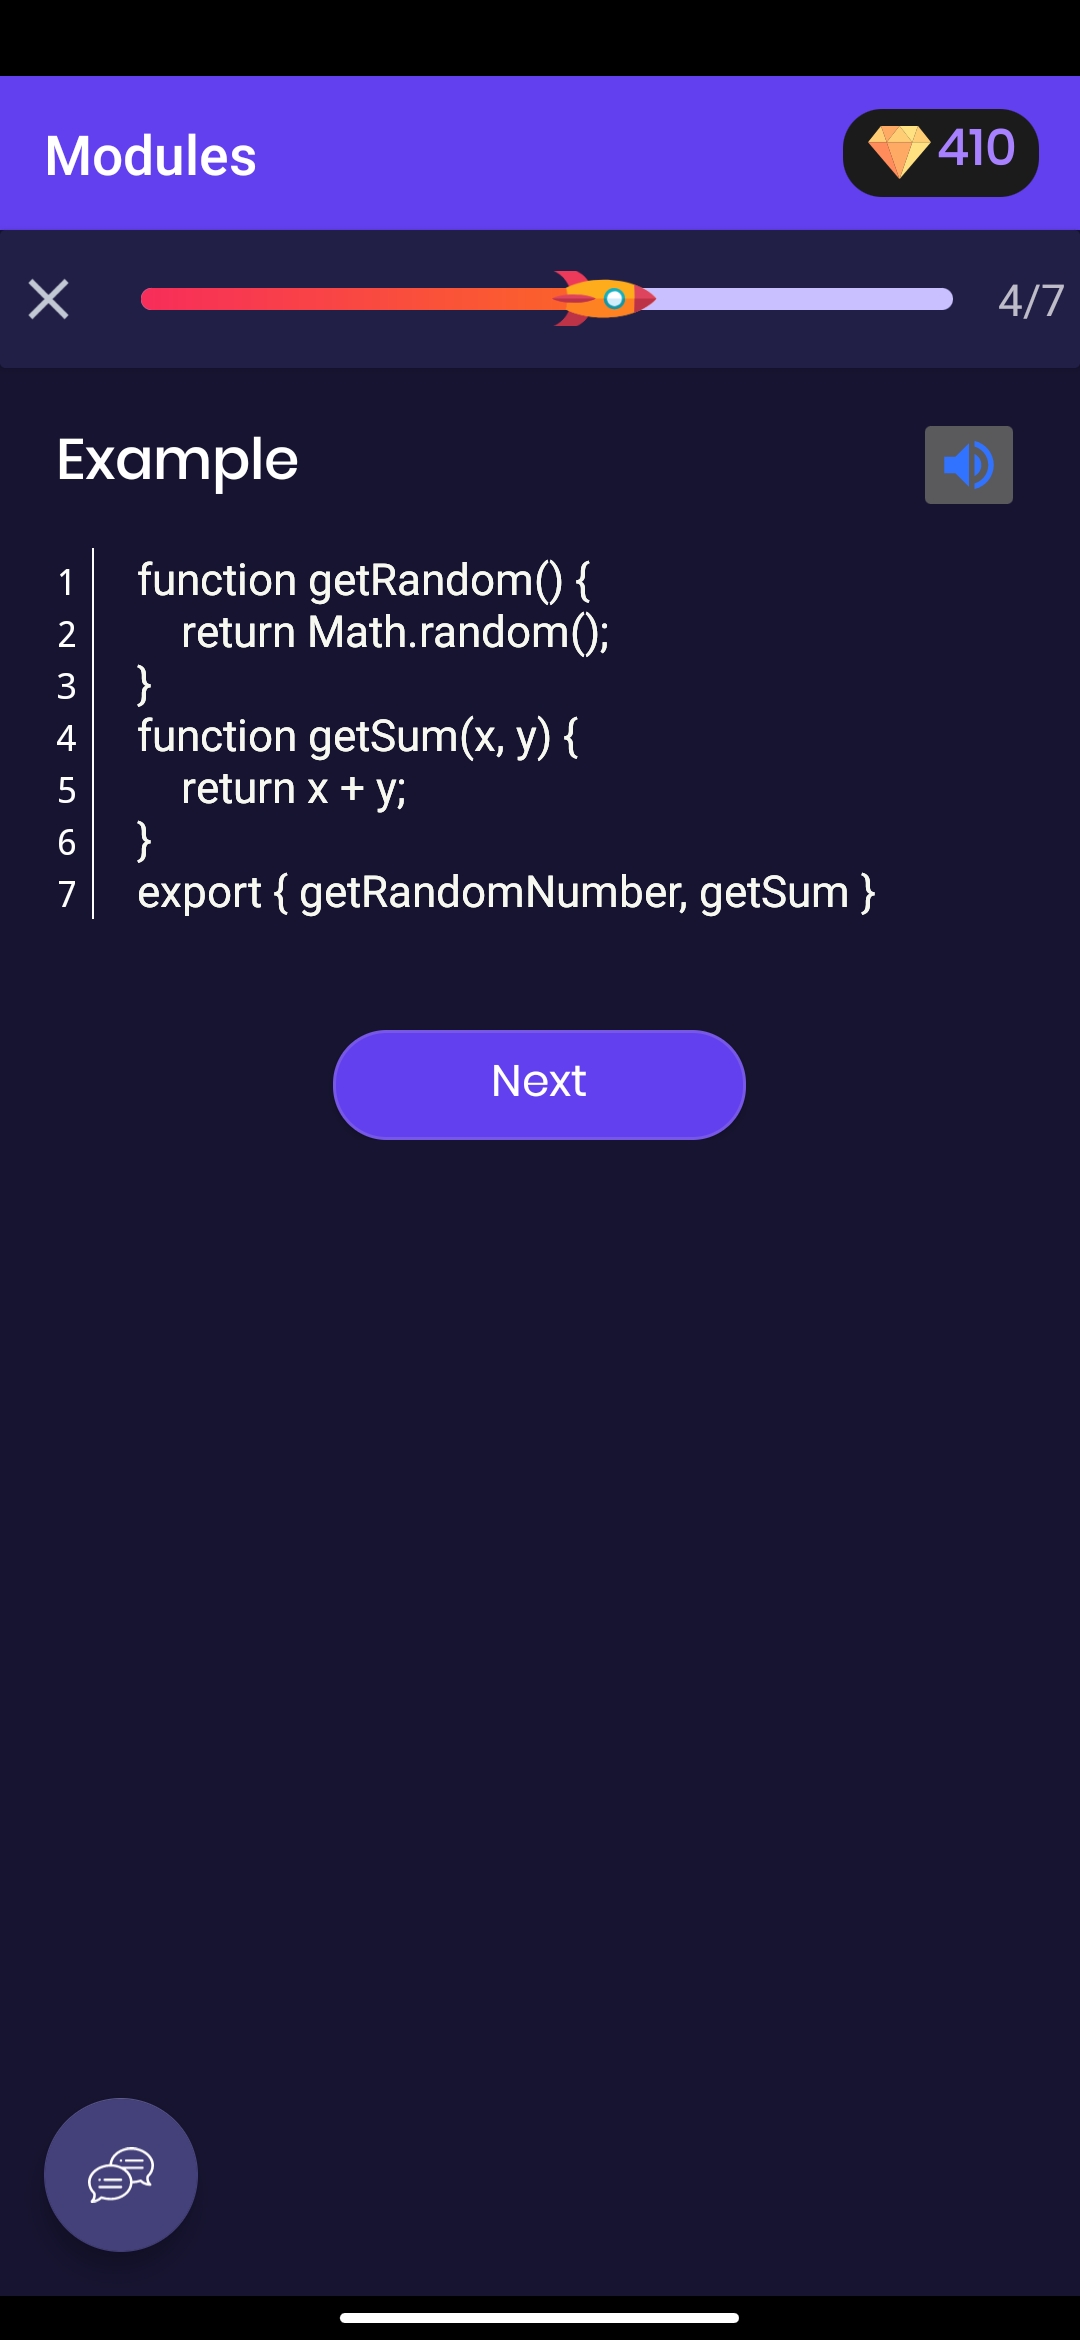 Modules
410
4/7
Example
1 function getRandom() {
2 return Math.random();
3 }
4 function getSum(x, y) {
5 return x + y;
6 }
7 export { getRandomNumber, getSum }
Next